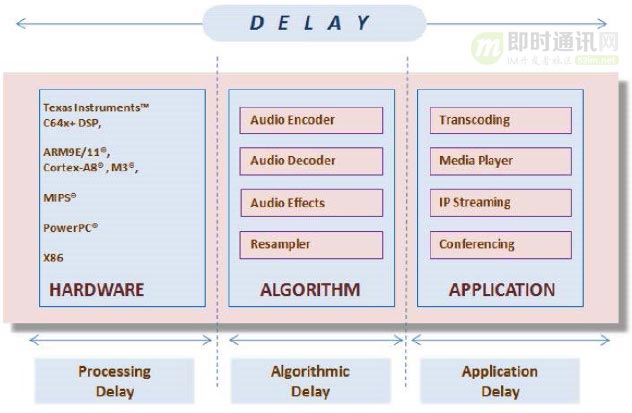 DELAY
即时通讯网
IM开发者社区 52im.net
Texas Instruments™
C64x+ DSP,
ARM9E/11®,
Cortex-A8®, M3®,
MIPS®
PowerPC®
X86
HARDWARE
Audio Encoder
Audio Decoder
Audio Effects
Resampler
ALGORITHM
Transcoding
Media Player
IP Streaming
Conferencing
APPLICATION
Processing
Delay
Algorithmic
Delay
Application
Delay